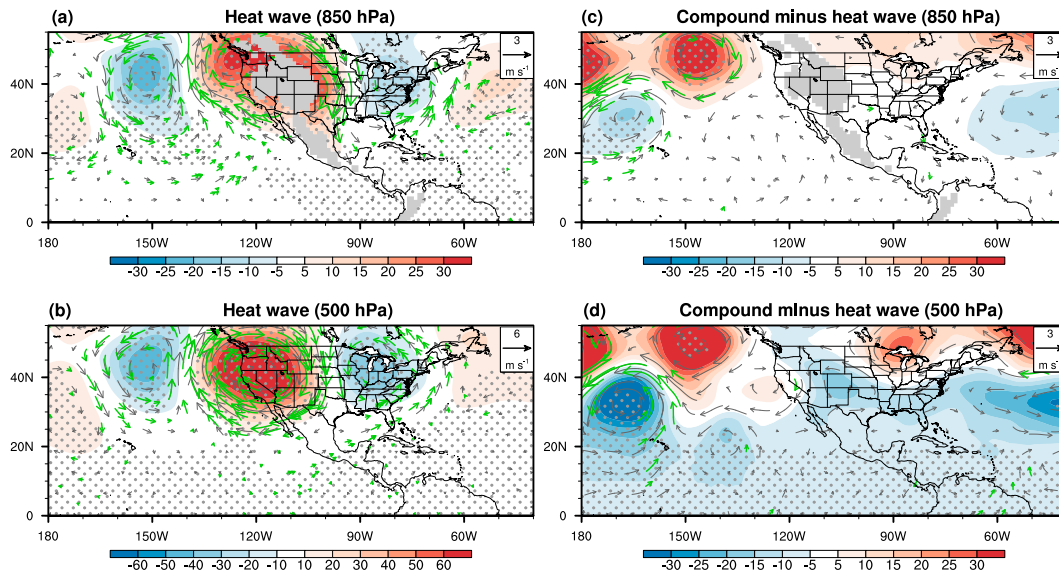 (a) Heat wave (850 hPa)
3
m s⁻¹
40N
20N
0
180 150W 120W 90W 60W
-30 -25 -20 -15 -10 -5 5 10 15 20 25 30
(c) Compound minus heat wave (850 hPa)
3
m s⁻¹
40N
20N
0
180 150W 120W 90W 60W
-30 -25 -20 -15 -10 -5 5 10 15 20 25 30
(b) Heat wave (500 hPa)
6
m s⁻¹
40N
20N
0
180 150W 120W 90W 60W
-60 -50 -40 -30 -20 -10 10 20 30 40 50 60
(d) Compound minus heat wave (500 hPa)
3
m s⁻¹
40N
20N
0
180 150W 120W 90W 60W
-30 -25 -20 -15 -10 -5 5 10 15 20 25 30